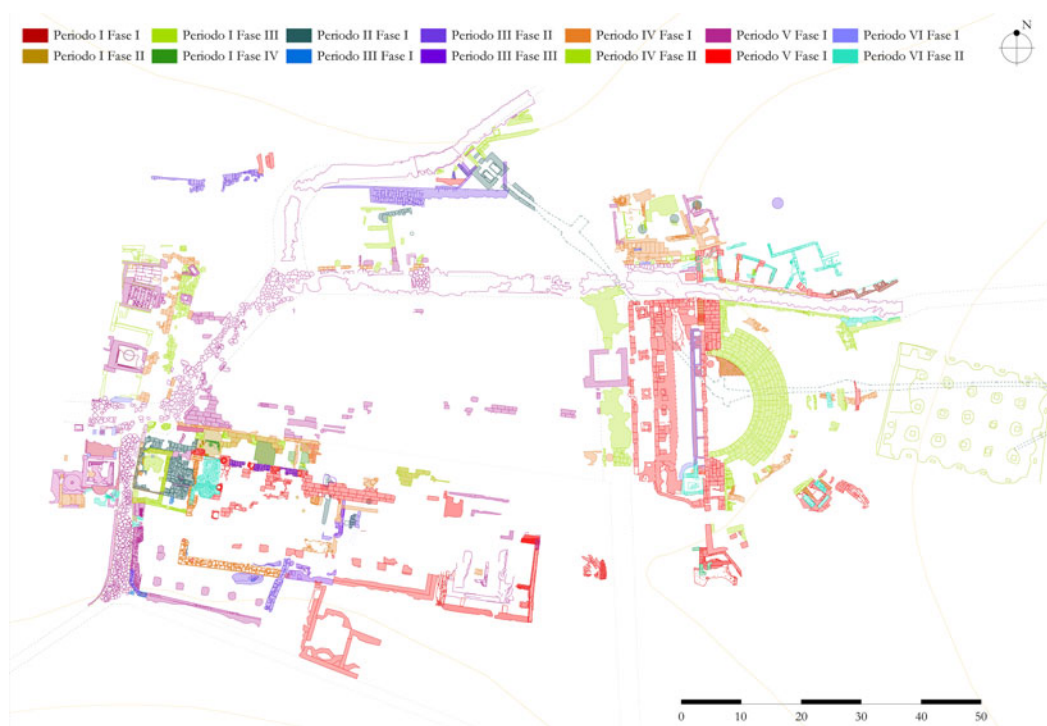 Periodo I Fase I Periodo I Fase III Periodo II Fase I Periodo III Fase II Periodo IV Fase I Periodo V Fase I Periodo VI Fase I
Periodo I Fase II Periodo I Fase IV Periodo III Fase I Periodo III Fase III Periodo IV Fase II Periodo V Fase I Periodo VI Fase II
N
0 10 20 30 40 50